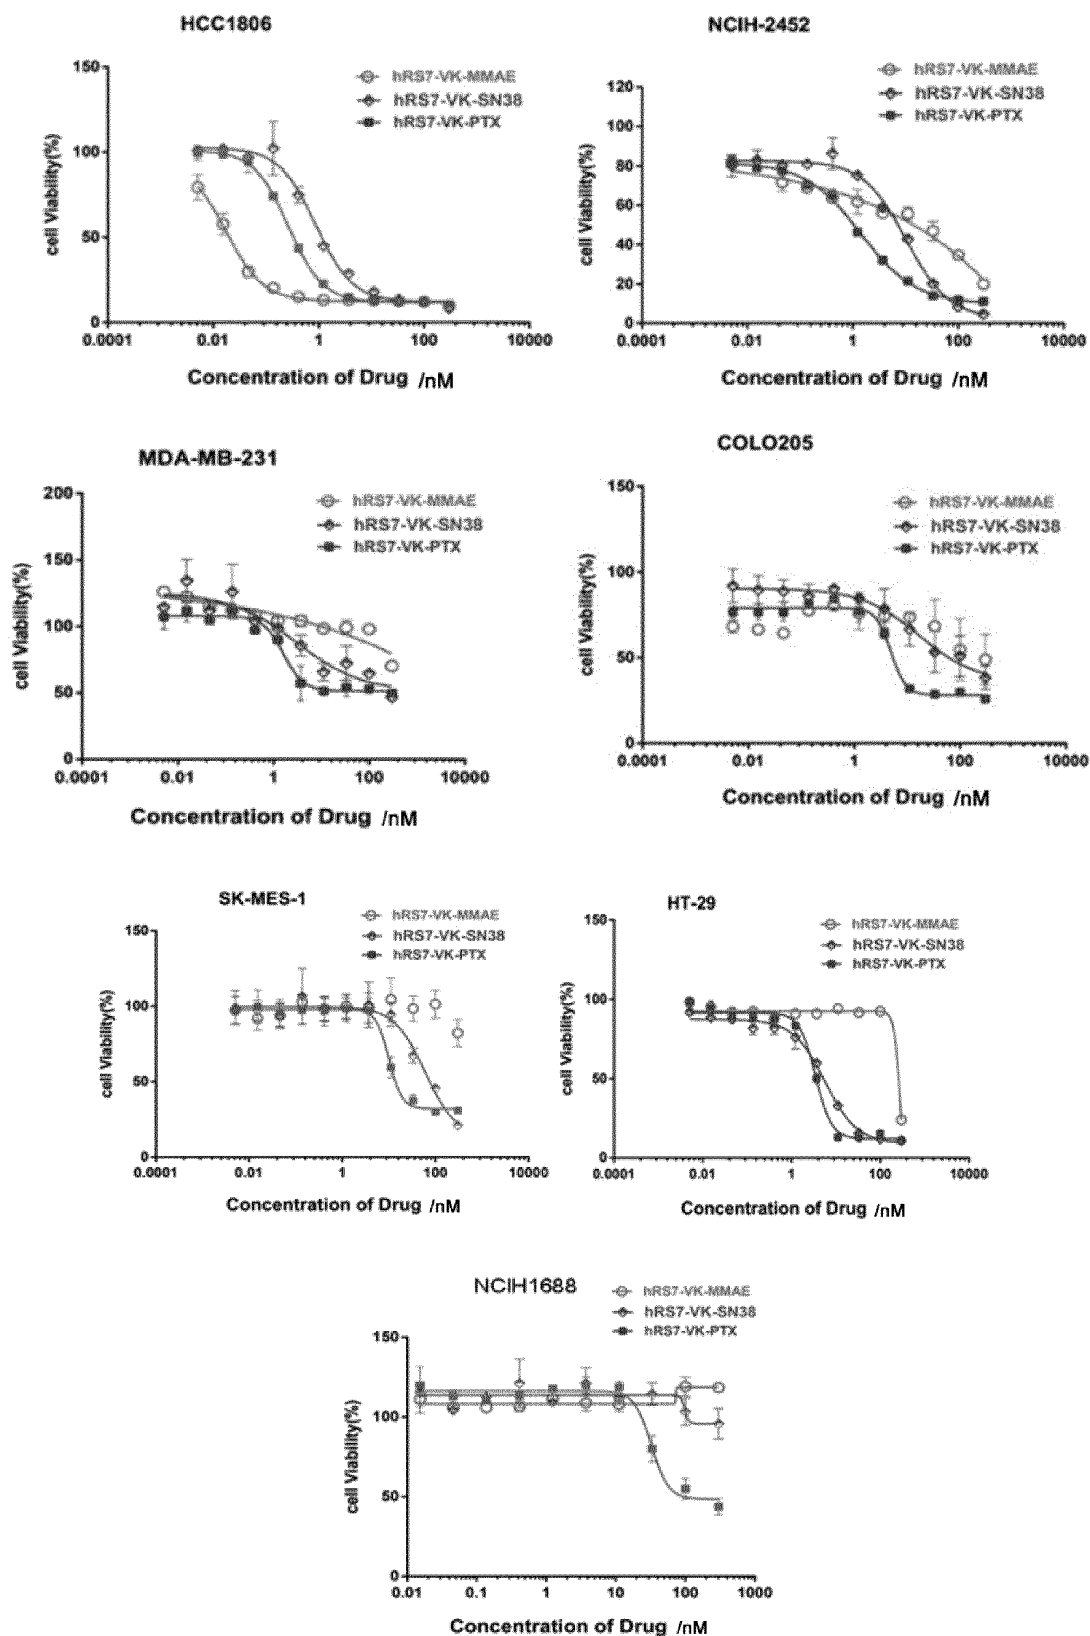 HCC1806
hRS7-VK-MMAE
hRS7-VK-SN38
hRS7-VK-PTX
cell Viability(%)
150
100
50
0
0.0001
0.01
1
100
10000
Concentration of Drug /nM
NCIH-2452
hRS7-VK-MMAE
hRS7-VK-SN38
hRS7-VK-PTX
cell Viability(%)
120
100
80
60
40
20
0
0.0001
0.01
1
100
10000
Concentration of Drug /nM
MDA-MB-231
hRS7-VK-MMAE
hRS7-VK-SN38
hRS7-VK-PTX
cell Viability(%)
200
150
100
50
0
0.0001
0.01
1
100
10000
Concentration of Drug /nM
COLO205
hRS7-VK-MMAE
hRS7-VK-SN38
hRS7-VK-PTX
cell Viability(%)
150
100
50
0
0.0001
0.01
1
100
10000
Concentration of Drug /nM
SK-MES-1
hRS7-VK-MMAE
hRS7-VK-SN38
hRS7-VK-PTX
cell Viability(%)
150
100
50
0
0.0001
0.01
1
100
10000
Concentration of Drug /nM
HT-29
hRS7-VK-MMAE
hRS7-VK-SN38
hRS7-VK-PTX
cell Viability(%)
150
100
50
0
0.0001
0.01
1
100
10000
Concentration of Drug /nM
NCIH1688
hRS7-VK-MMAE
hRS7-VK-SN38
hRS7-VK-PTX
cell Viability(%)
150
100
50
0
0.01
0.1
1
10
100
1000
Concentration of Drug /nM